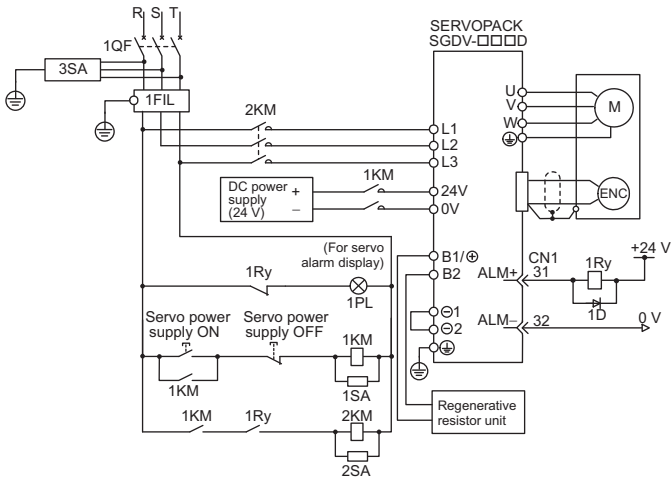 R S T
1QF
3SA
1FIL
2KM
SERVOPACK
SGDV-□□□D
U
V
W
M
L1
L2
L3
DC power
supply
(24 V)
+
−
1KM
24V
0V
ENC
(For servo
alarm display)
1Ry
1PL
B1/⊕
B2
ALM+
CN1
31
1Ry
+24 V
1D
⊖1
⊖2
ALM−
32
0 V
Servo power
supply ON
Servo power
supply OFF
1KM
1KM
1SA
1KM
1Ry
2KM
2SA
Regenerative
resistor unit